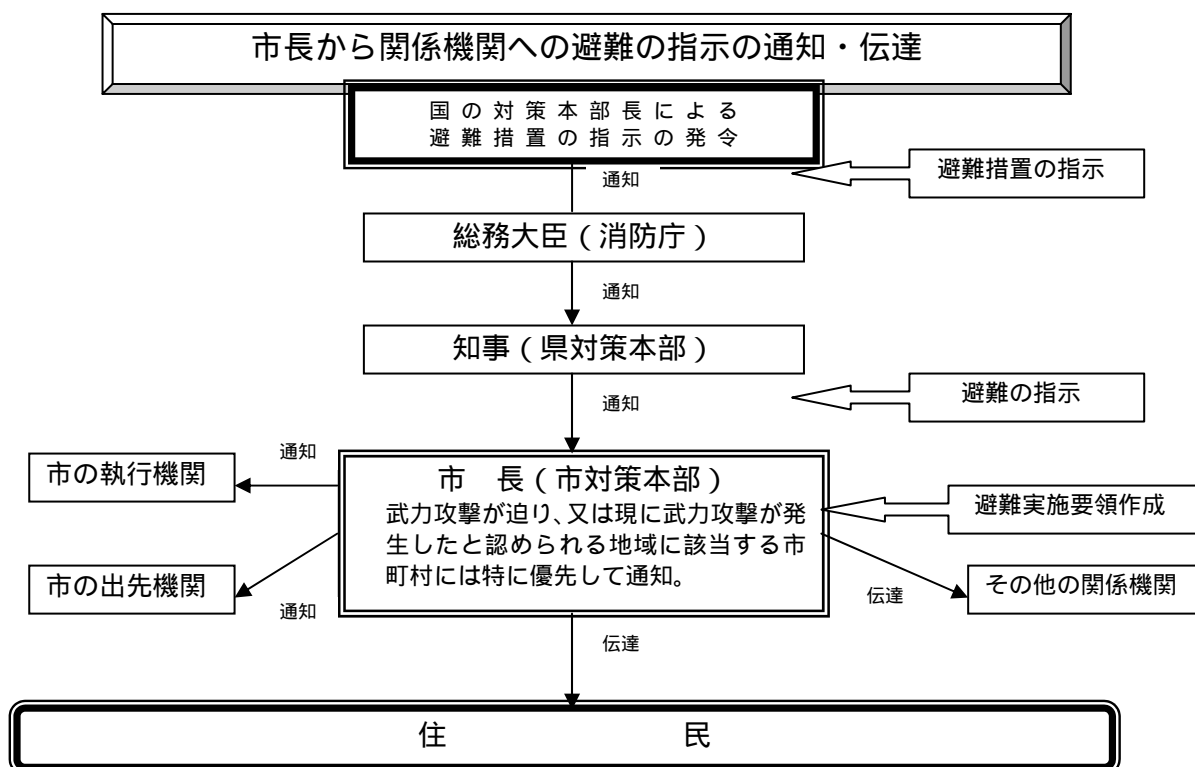 市長から関係機関への避難の指示の通知・伝達
国の対策本部長による
避難措置の指示の発令
通知
避難措置の指示
総務大臣（消防庁）
通知
知事（県対策本部）
通知
避難の指示
市の執行機関
通知
市　長（市対策本部）
武力攻撃が迫り、又は現に武力攻撃が発
生したと認められる地域に該当する市
町村には特に優先して通知。
避難実施要領作成
市の出先機関
通知
伝達
その他の関係機関
伝達
住　民